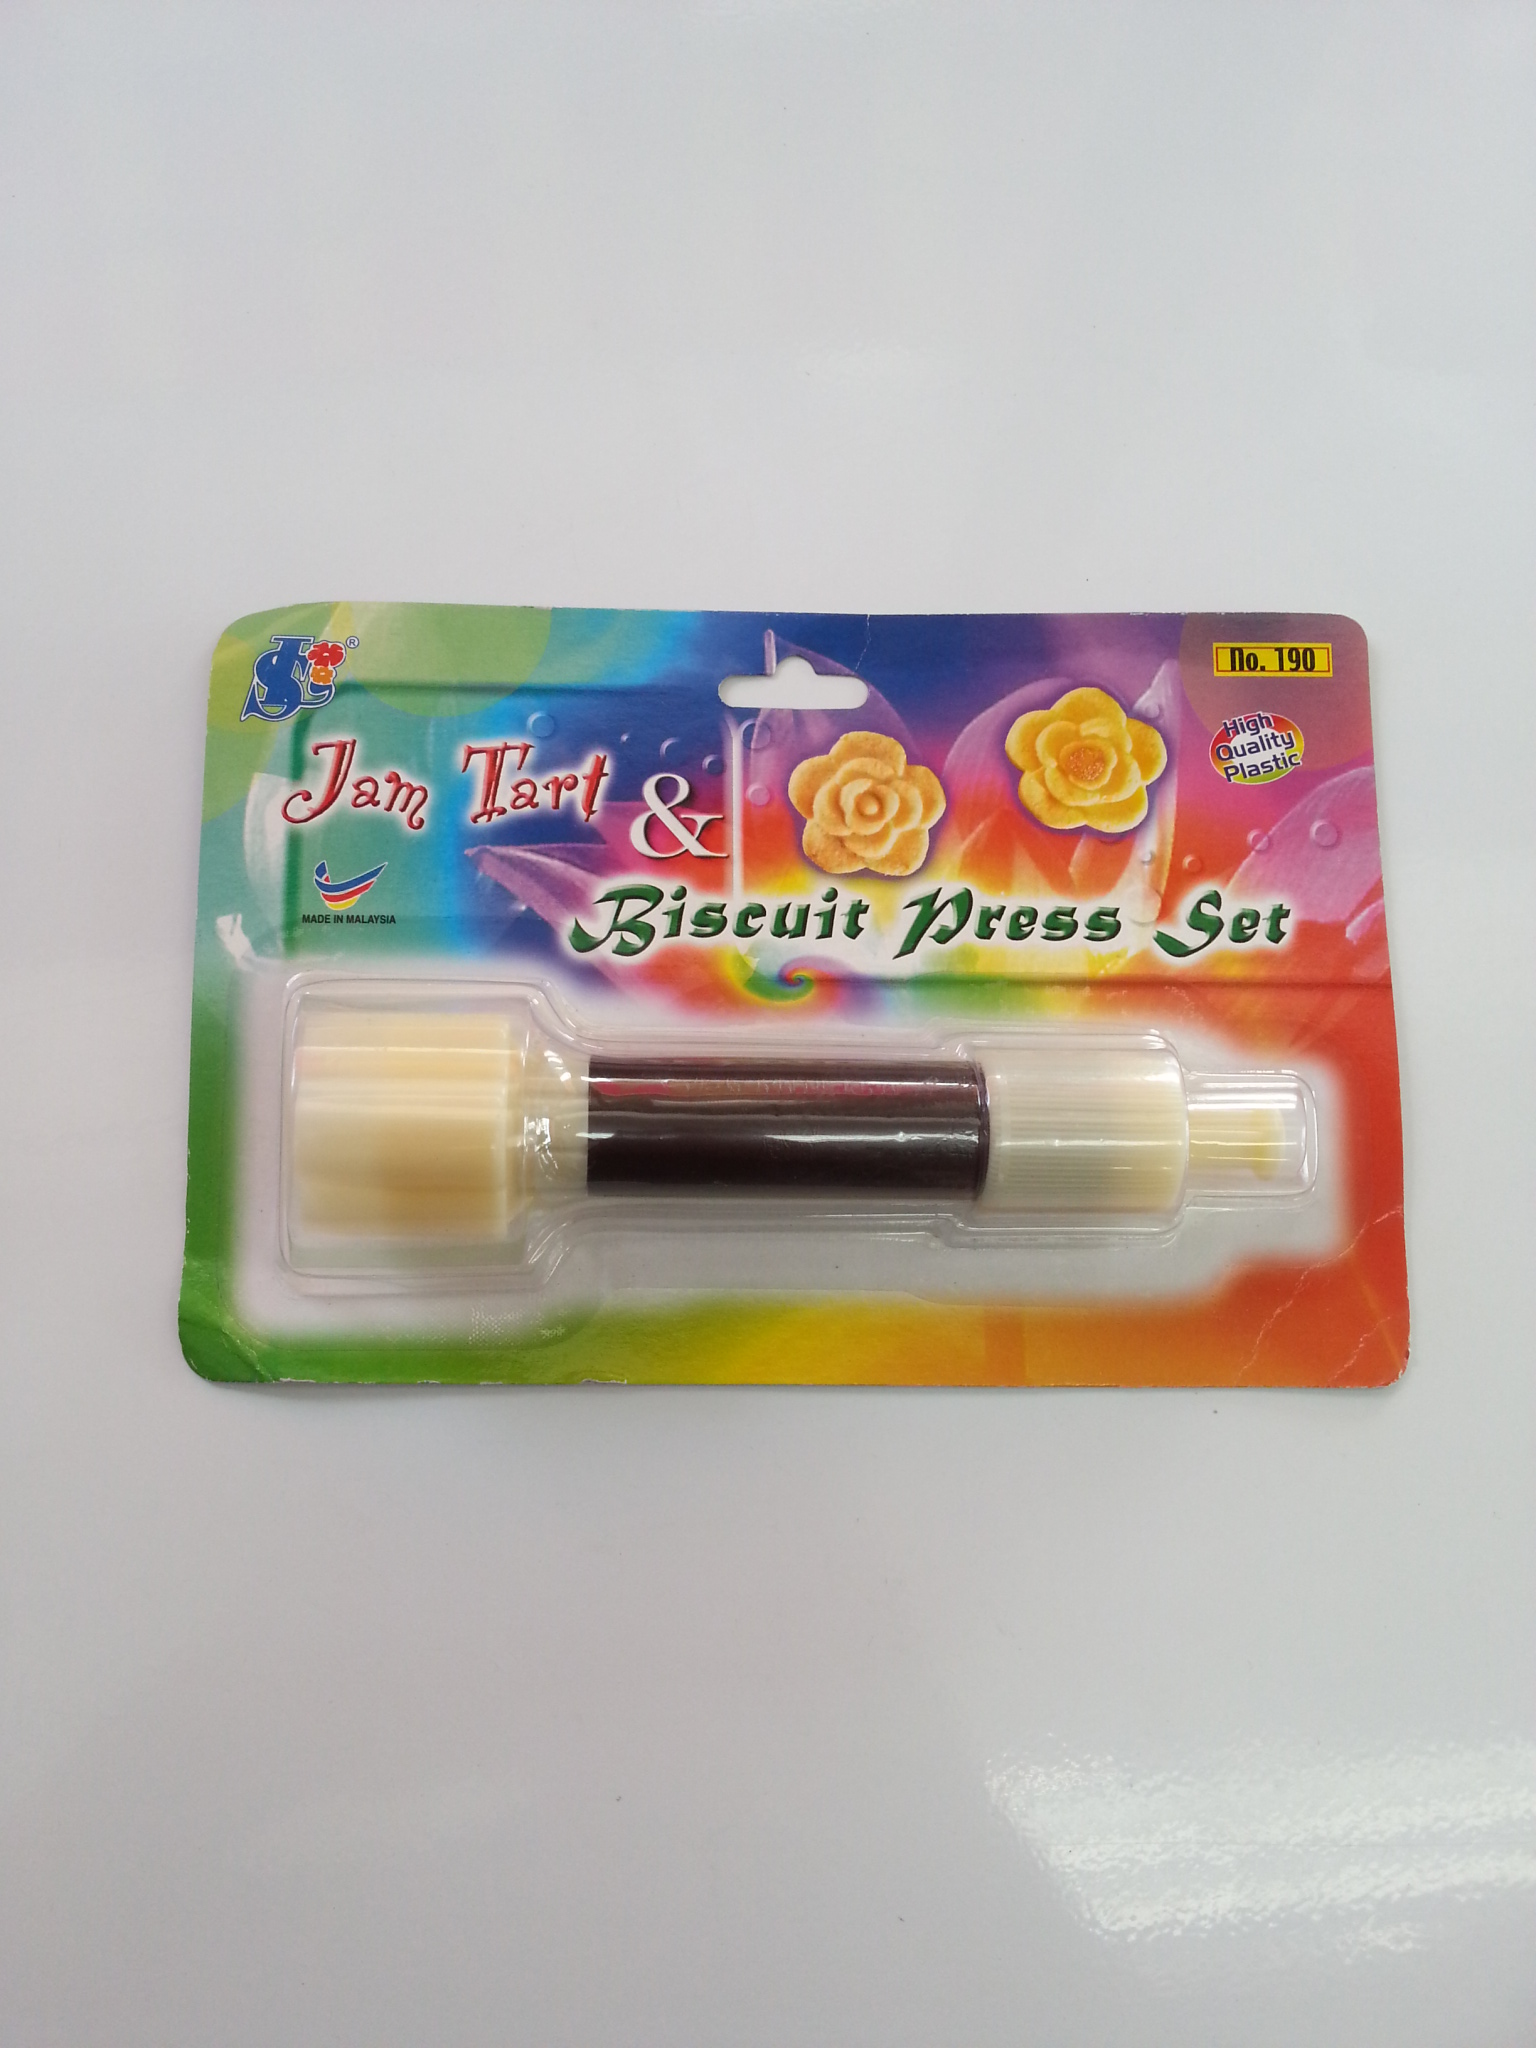 No. 190
High
Quality
Plastic
Jam Tart
&
Biscuit Press Set
MADE IN MALAYSIA